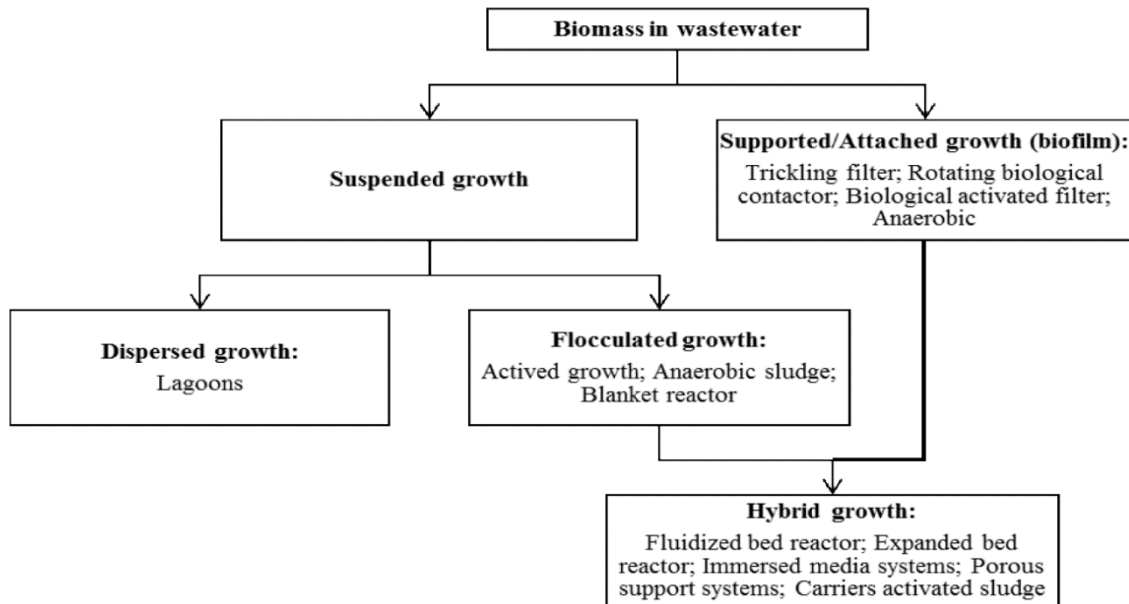 Biomass in wastewater
Suspended growth
Supported/Attached growth (biofilm):
Trickling filter; Rotating biological
contactor; Biological activated filter;
Anaerobic
Dispersed growth:
Lagoons
Flocculated growth:
Actived growth; Anaerobic sludge;
Blanket reactor
Hybrid growth:
Fluidized bed reactor; Expanded bed
reactor; Immersed media systems; Porous
support systems; Carriers activated sludge